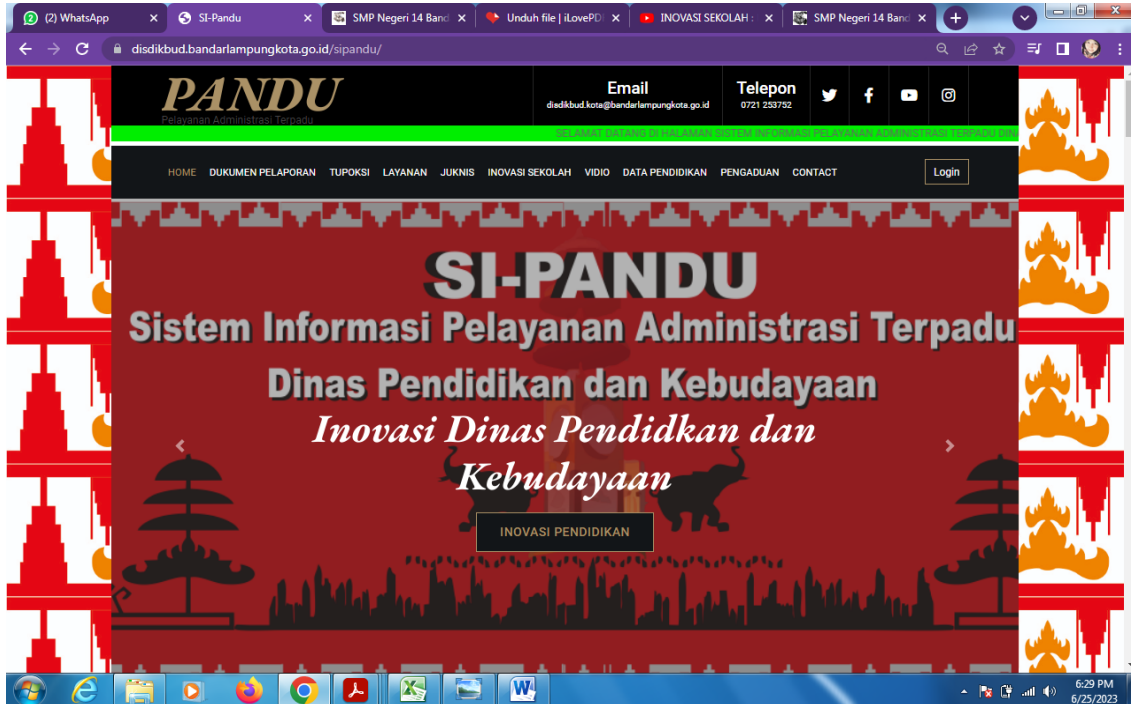 (2) WhatsApp
SI-Pandu
SMP Negeri 14 Band
Unduh file | iLovePD
INOVASI SEKOLAH :
SMP Negeri 14 Band
disdikbud.bandarlampungkota.go.id/sipandu/
PANDU
Pelayanan Administrasi Terpadu
Email
disdikbud.kota@bandarlampungkota.go.id
Telepon
0721 253752
SELAMAT DATANG DI HALAMAN SISTEM INFORMASI PELAYANAN ADMINISTRASI TERPADU DIN
HOME DUKUMEN PELAPORAN TUPOKSI LAYANAN JUKNIS INOVASI SEKOLAH VIDIO DATA PENDIDIKAN PENGADUAN CONTACT Login
SI-PANDU
Sistem Informasi Pelayanan Administrasi Terpadu
Dinas Pendidikan dan Kebudayaan
Inovasi Dinas Pendidkan dan
Kebudayaan
INOVASI PENDIDIKAN
6:29 PM
6/25/2023